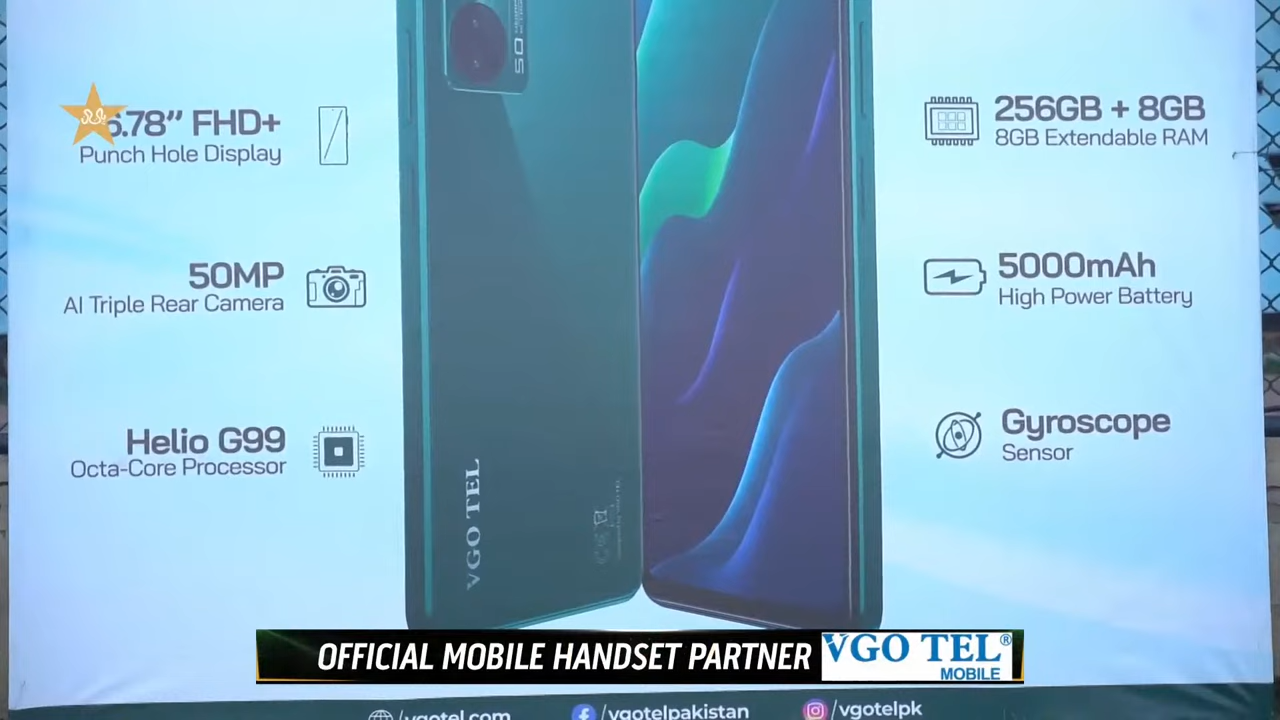 50
6.78” FHD+
Punch Hole Display
50MP
AI Triple Rear Camera
Helio G99
Octa-Core Processor
VGO TEL
256GB + 8GB
8GB Extendable RAM
5000mAh
High Power Battery
Gyroscope
Sensor
OFFICIAL MOBILE HANDSET PARTNER VGO TEL®
MOBILE
/vgotel.com
/vgotelpakistan
/vgotelpk